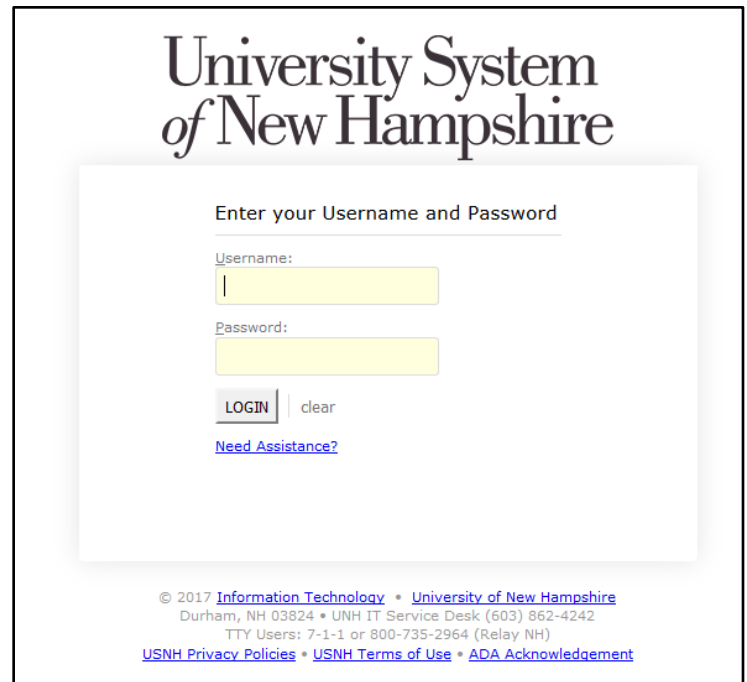 University System
of New Hampshire
Enter your Username and Password
Username:
Password:
LOGIN clear
Need Assistance?
© 2017 Information Technology • University of New Hampshire
Durham, NH 03824 • UNH IT Service Desk (603) 862-4242
TTY Users: 7-1-1 or 800-735-2964 (Relay NH)
USNH Privacy Policies • USNH Terms of Use • ADA Acknowledgement